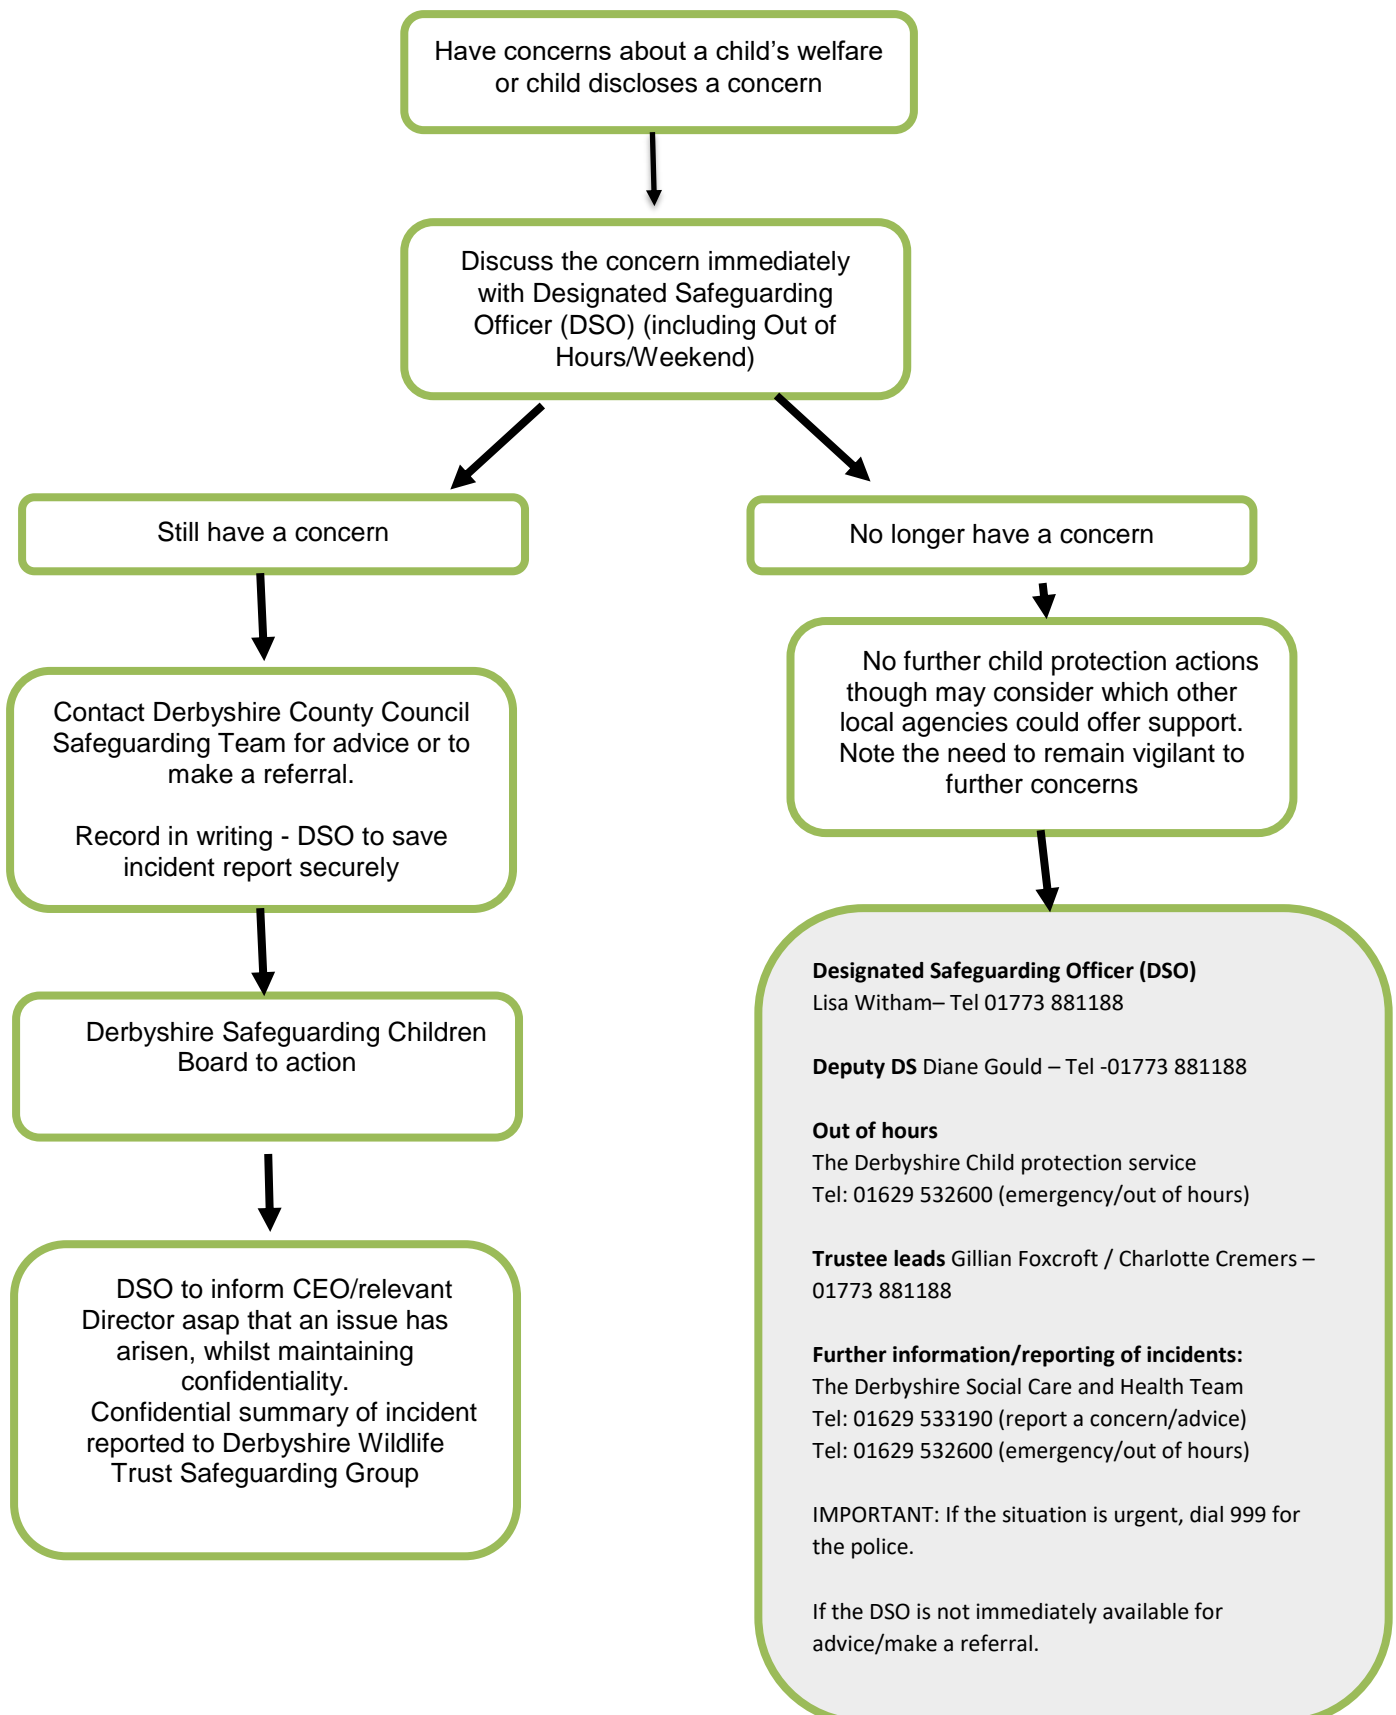 Have concerns about a child’s welfare
or child discloses a concern
Discuss the concern immediately
with Designated Safeguarding
Officer (DSO) (including Out of
Hours/Weekend)
Still have a concern
Contact Derbyshire County Council
Safeguarding Team for advice or to
make a referral.
Record in writing - DSO to save
incident report securely
Derbyshire Safeguarding Children
Board to action
DSO to inform CEO/relevant
Director asap that an issue has
arisen, whilst maintaining
confidentiality.
Confidential summary of incident
reported to Derbyshire Wildlife
Trust Safeguarding Group
No longer have a concern
No further child protection actions
though may consider which other
local agencies could offer support.
Note the need to remain vigilant to
further concerns
Designated Safeguarding Officer (DSO)
Lisa Witham– Tel 01773 881188
Deputy DS Diane Gould – Tel -01773 881188
Out of hours
The Derbyshire Child protection service
Tel: 01629 532600 (emergency/out of hours)
Trustee leads Gillian Foxcroft / Charlotte Cremers –
01773 881188
Further information/reporting of incidents:
The Derbyshire Social Care and Health Team
Tel: 01629 533190 (report a concern/advice)
Tel: 01629 532600 (emergency/out of hours)
IMPORTANT: If the situation is urgent, dial 999 for
the police.
If the DSO is not immediately available for
advice/make a referral.